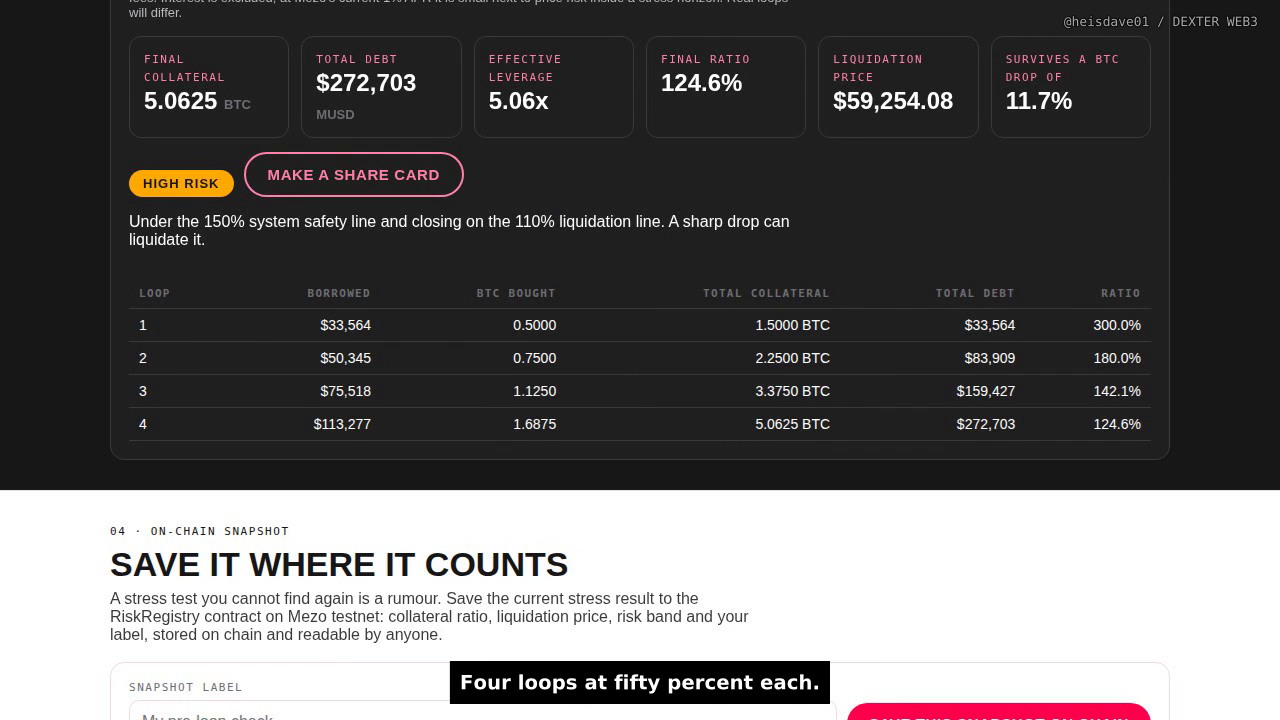 will differ.
@heisdave01 / DEXTER WEB3
FINAL COLLATERAL
5.0625 BTC
TOTAL DEBT
$272,703
MUSD
EFFECTIVE LEVERAGE
5.06x
FINAL RATIO
124.6%
LIQUIDATION PRICE
$59,254.08
SURVIVES A BTC DROP OF
11.7%
HIGH RISK
MAKE A SHARE CARD
Under the 150% system safety line and closing on the 110% liquidation line. A sharp drop can
liquidate it.
LOOP BORROWED BTC BOUGHT TOTAL COLLATERAL TOTAL DEBT RATIO
1 $33,564 0.5000 1.5000 BTC $33,564 300.0%
2 $50,345 0.7500 2.2500 BTC $83,909 180.0%
3 $75,518 1.1250 3.3750 BTC $159,427 142.1%
4 $113,277 1.6875 5.0625 BTC $272,703 124.6%
04 · ON-CHAIN SNAPSHOT
SAVE IT WHERE IT COUNTS
A stress test you cannot find again is a rumour. Save the current stress result to the
RiskRegistry contract on Mezo testnet: collateral ratio, liquidation price, risk band and your
label, stored on chain and readable by anyone.
SNAPSHOT LABEL
Four loops at fifty percent each.